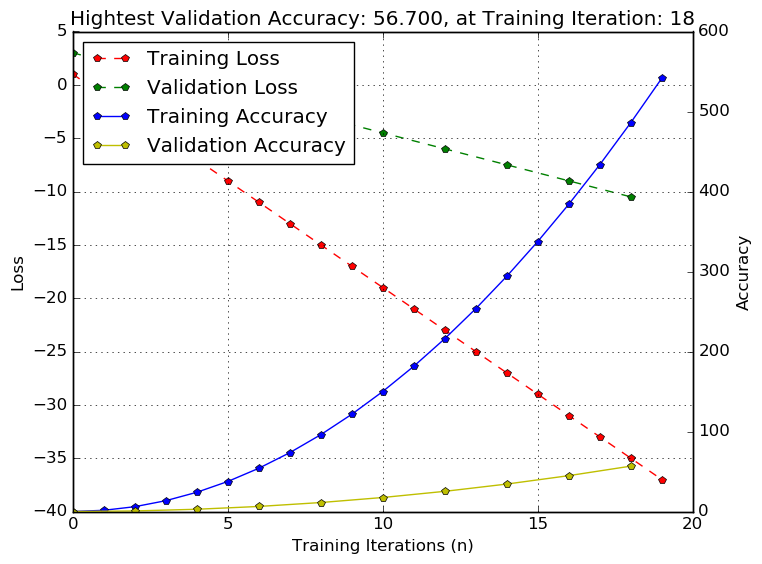 Hightest Validation Accuracy: 56.700, at Training Iteration: 18
5
0
−5
−10
−15
−20
−25
−30
−35
−40
Loss
Training Loss
Validation Loss
Training Accuracy
Validation Accuracy
600
500
400
300
200
100
0
Accuracy
0 5 10 15 20
Training Iterations (n)